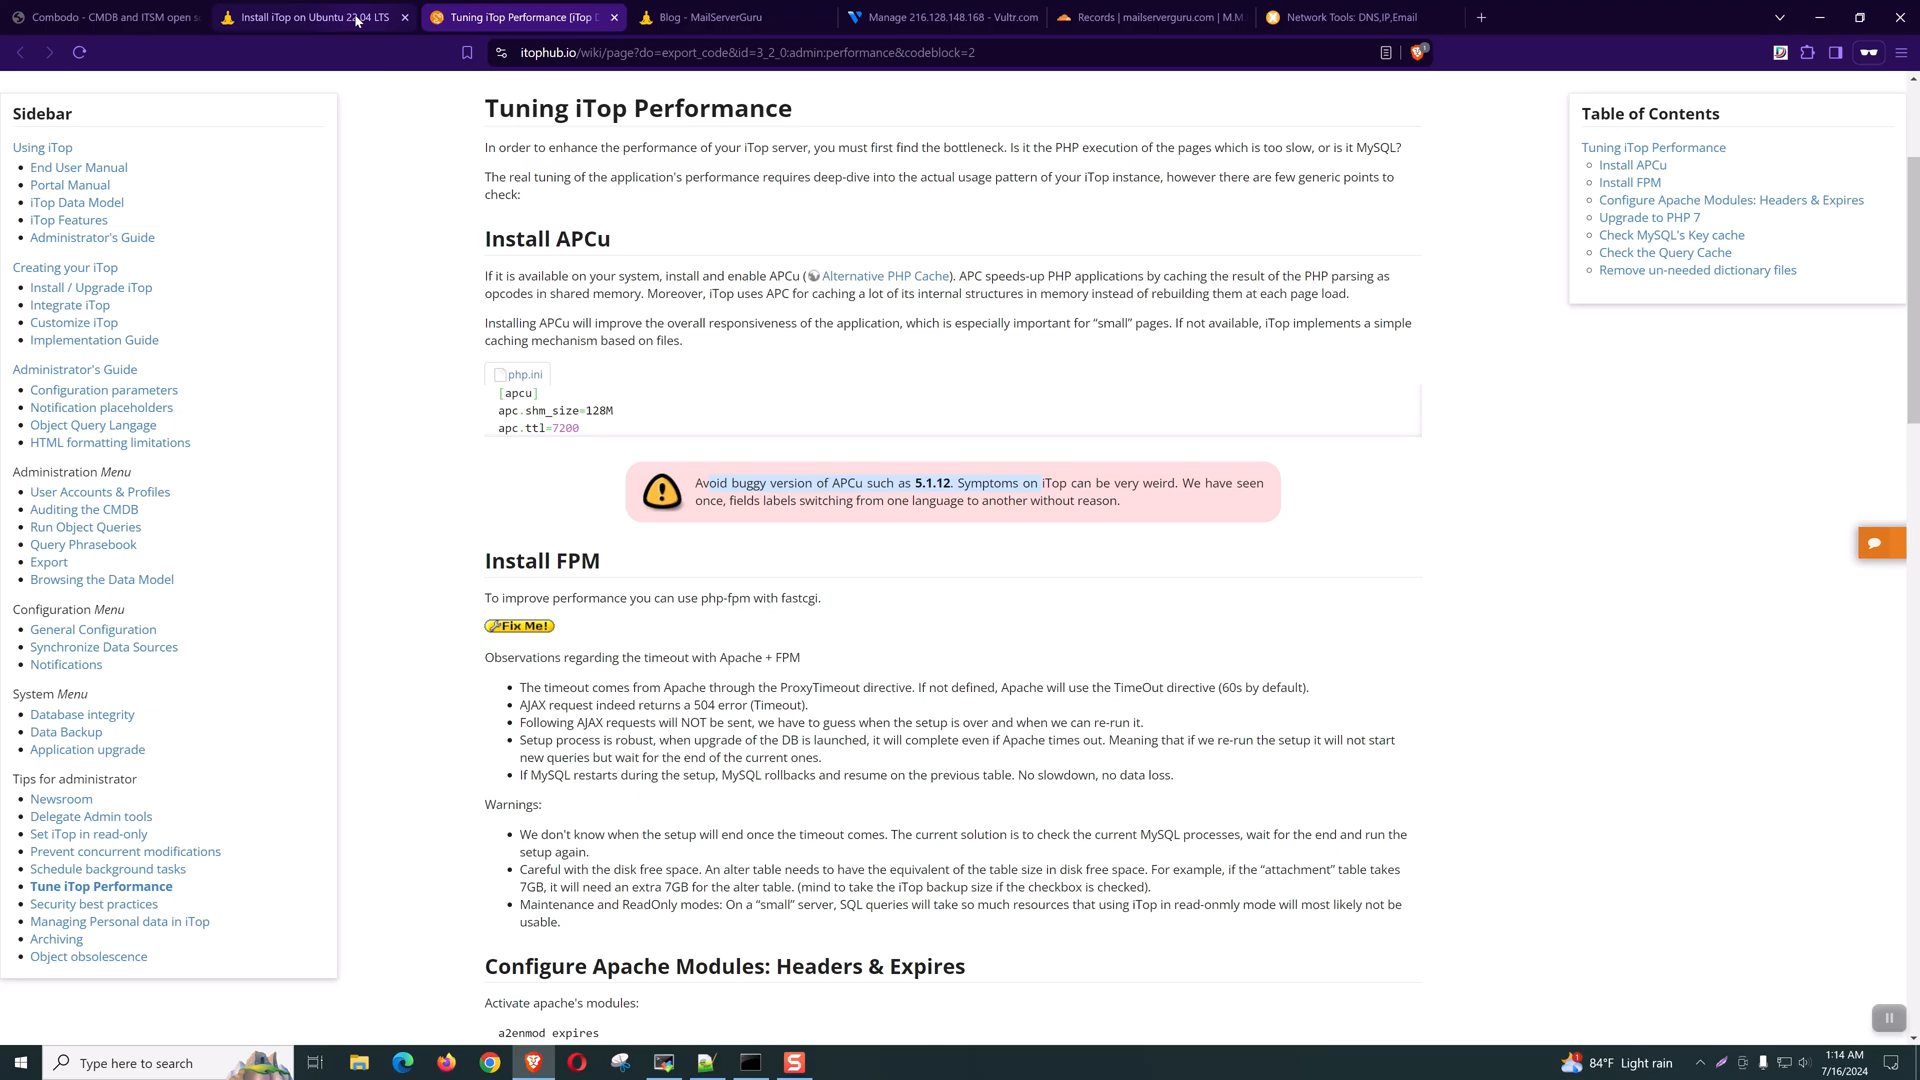 Combodo - CMDB and ITSM open so
Install iTop on Ubuntu 22.04 LTS
Tuning iTop Performance [iTop D
Blog - MailServerGuru
Manage 216.128.148.168 - Vultr.com
Records | mailserverguru.com | M.M
Network Tools: DNS,IP,Email
itophub.io/wiki/page?do=export_code&id=3_2_0:admin:performance&codeblock=2
Sidebar
Using iTop
End User Manual
Portal Manual
iTop Data Model
iTop Features
Administrator's Guide
Creating your iTop
Install / Upgrade iTop
Integrate iTop
Customize iTop
Implementation Guide
Administrator's Guide
Configuration parameters
Notification placeholders
Object Query Langage
HTML formatting limitations
Administration Menu
User Accounts & Profiles
Auditing the CMDB
Run Object Queries
Query Phrasebook
Export
Browsing the Data Model
Configuration Menu
General Configuration
Synchronize Data Sources
Notifications
System Menu
Database integrity
Data Backup
Application upgrade
Tips for administrator
Newsroom
Delegate Admin tools
Set iTop in read-only
Prevent concurrent modifications
Schedule background tasks
Tune iTop Performance
Security best practices
Managing Personal data in iTop
Archiving
Object obsolescence
Tuning iTop Performance
In order to enhance the performance of your iTop server, you must first find the bottleneck. Is it the PHP execution of the pages which is too slow, or is it MySQL?
The real tuning of the application's performance requires deep-dive into the actual usage pattern of your iTop instance, however there are few generic points to
check:
Install APCu
If it is available on your system, install and enable APCu (Alternative PHP Cache). APC speeds-up PHP applications by caching the result of the PHP parsing as
opcodes in shared memory. Moreover, iTop uses APC for caching a lot of its internal structures in memory instead of rebuilding them at each page load.
Installing APCu will improve the overall responsiveness of the application, which is especially important for “small” pages. If not available, iTop implements a simple
caching mechanism based on files.
php.ini
[apcu]
apc.shm_size=128M
apc.ttl=7200
Avoid buggy version of APCu such as 5.1.12. Symptoms on iTop can be very weird. We have seen
once, fields labels switching from one language to another without reason.
Install FPM
To improve performance you can use php-fpm with fastcgi.
Fix Me!
Observations regarding the timeout with Apache + FPM
The timeout comes from Apache through the ProxyTimeout directive. If not defined, Apache will use the TimeOut directive (60s by default).
AJAX request indeed returns a 504 error (Timeout).
Following AJAX requests will NOT be sent, we have to guess when the setup is over and when we can re-run it.
Setup process is robust, when upgrade of the DB is launched, it will complete even if Apache times out. Meaning that if we re-run the setup it will not start
new queries but wait for the end of the current ones.
If MySQL restarts during the setup, MySQL rollbacks and resume on the previous table. No slowdown, no data loss.
Warnings:
We don't know when the setup will end once the timeout comes. The current solution is to check the current MySQL processes, wait for the end and run the
setup again.
Careful with the disk free space. An alter table needs to have the equivalent of the table size in disk free space. For example, if the “attachment” table takes
7GB, it will need an extra 7GB for the alter table. (mind to take the iTop backup size if the checkbox is checked).
Maintenance and ReadOnly modes: On a “small” server, SQL queries will take so much resources that using iTop in read-onmly mode will most likely not be
usable.
Configure Apache Modules: Headers & Expires
Activate apache's modules:
a2enmod expires
Table of Contents
Tuning iTop Performance
Install APCu
Install FPM
Configure Apache Modules: Headers & Expires
Upgrade to PHP 7
Check MySQL's Key cache
Check the Query Cache
Remove un-needed dictionary files
Type here to search
84°F Light rain
1:14 AM
7/16/2024